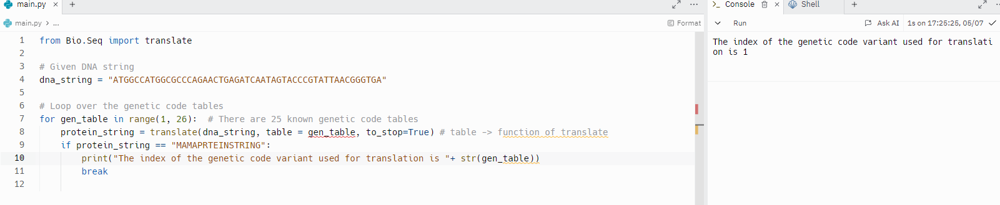 main.py × +
Console × Shell +
main.py > ...
Format
Run Ask AI 1s on 17:25:25, 05/07
1 from Bio.Seq import translate
2
3 # Given DNA string
4 dna_string = "ATGGCCATGGCGCCCAGAACTGAGATCAATAGTACCCGTATTAACGGGTGA"
5
6 # Loop over the genetic code tables
7 for gen_table in range(1, 26):  # There are 25 known genetic code tables
8     protein_string = translate(dna_string, table = gen_table, to_stop=True) # table -> function of translate
9     if protein_string == "MAMAPRTEINSTRING":
10         print("The index of the genetic code variant used for translation is "+ str(gen_table))
11         break
12
The index of the genetic code variant used for translati
on is 1